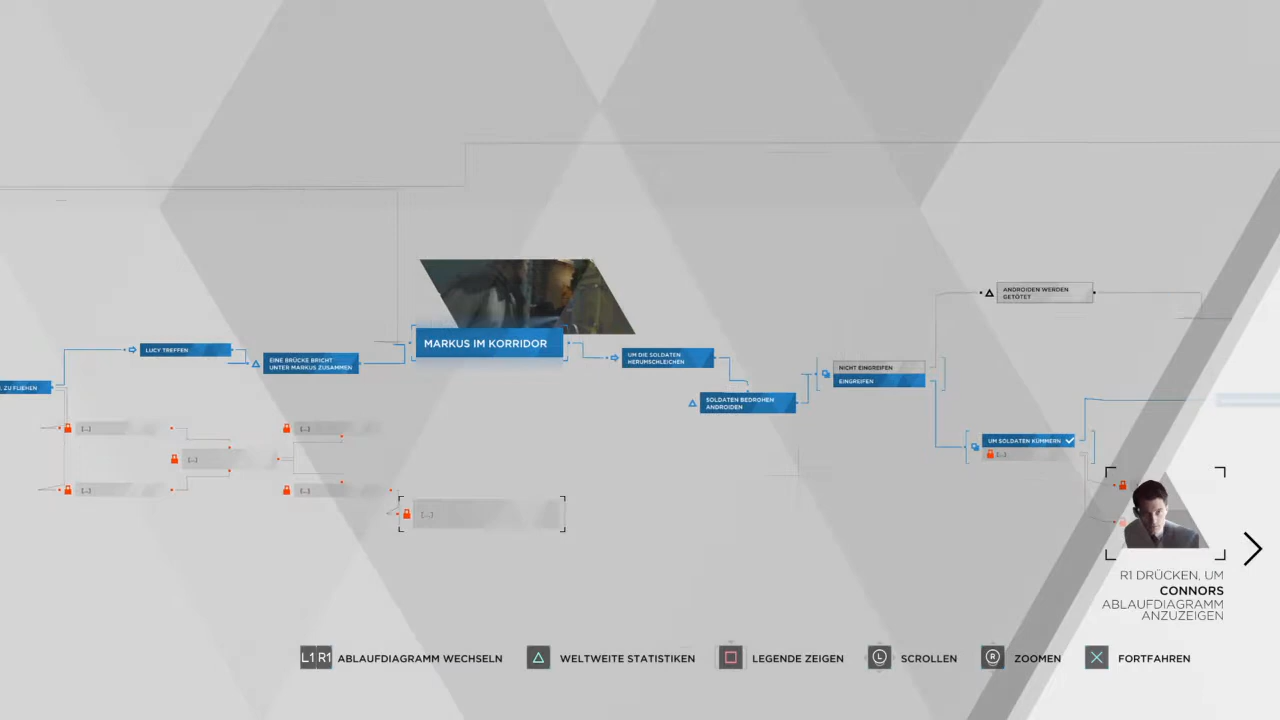 ANDROIDEN WERDEN
GETÖTET
MARKUS IM KORRIDOR
LUCY TREFFEN
EINE BRÜCKE BRICHT
UNTER MARKUS ZUSAMMEN
UM DIE SOLDATEN
HERUMSCHLEICHEN
NICHT EINGREIFEN
EINGREIFEN
ZU FLIEHEN
SOLDATEN BEDROHEN
ANDROIDEN
[...]
[...]
UM SOLDATEN KÜMMERN
[...]
[...]
[...]
[...]
[...]
R1 DRÜCKEN, UM
CONNORS
ABLAUFDIAGRAMM
ANZUZEIGEN
L1 R1 ABLAUFDIAGRAMM WECHSELN
WELTWEITE STATISTIKEN
LEGENDE ZEIGEN
L SCROLLEN
R ZOOMEN
FORTFAHREN